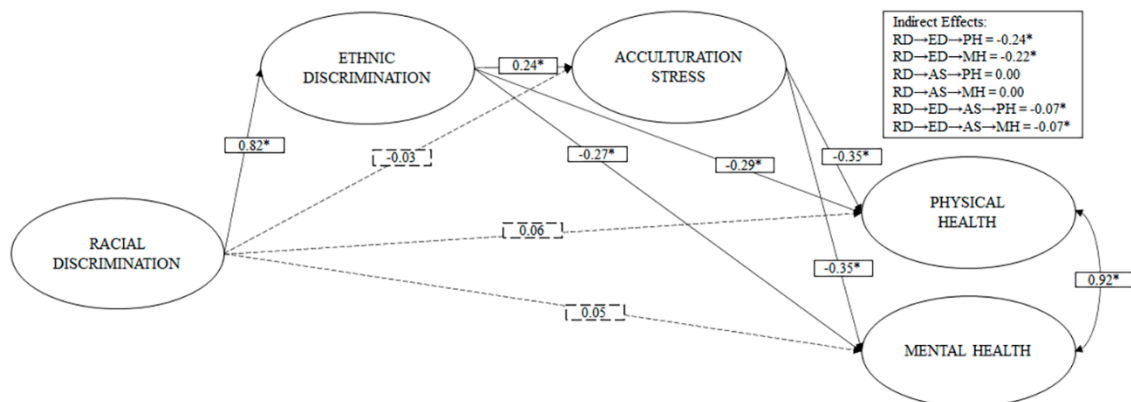 ETHNIC
DISCRIMINATION
ACCULTURATION
STRESS
Indirect Effects:
RD→ED→PH = -0.24*
RD→ED→MH = -0.22*
RD→AS→PH = 0.00
RD→AS→MH = 0.00
RD→ED→AS→PH = -0.07*
RD→ED→AS→MH = -0.07*
0.24*
0.82*
-0.03
-0.27*
-0.29*
-0.35*
PHYSICAL
HEALTH
RACIAL
DISCRIMINATION
0.06
-0.35*
0.92*
0.05
MENTAL HEALTH